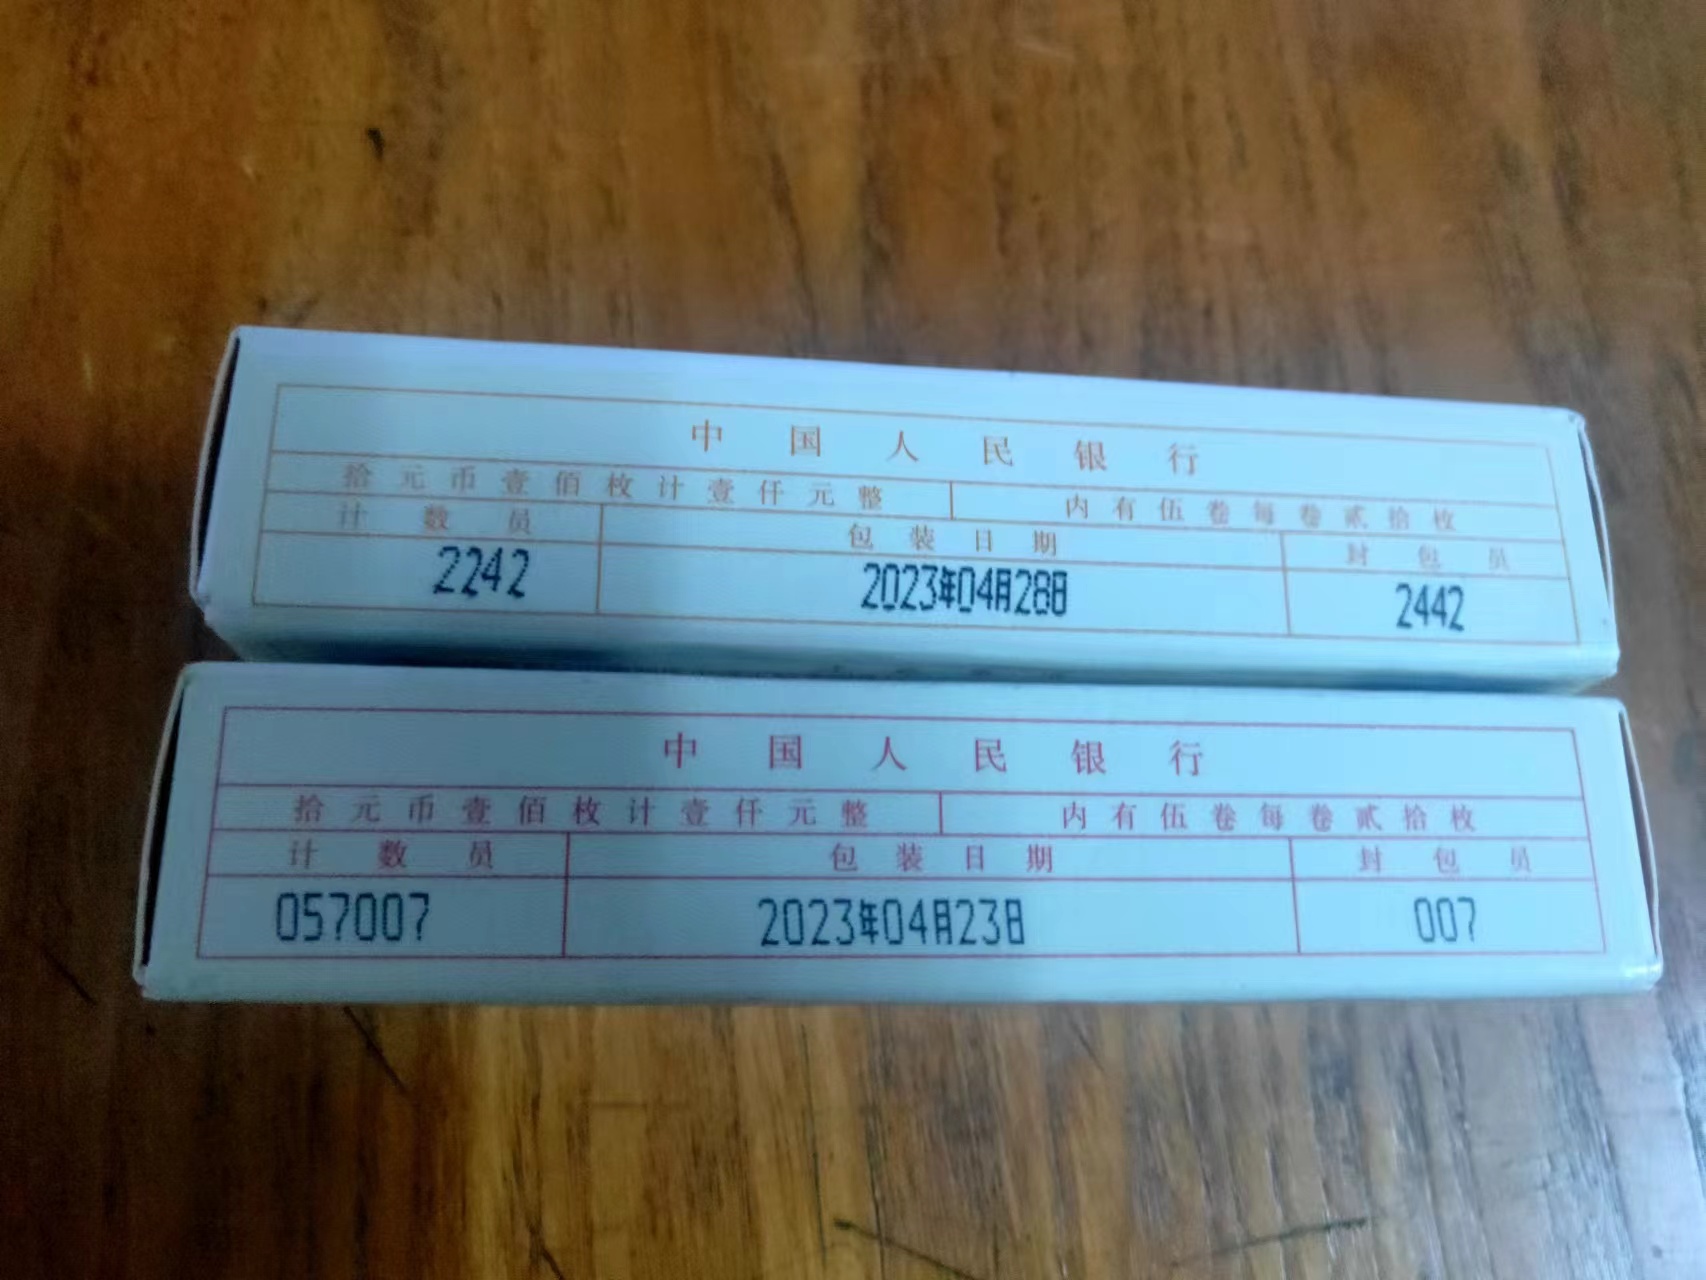 中国人民银行
拾元币壹佰枚计壹仟元整 内有伍卷每卷贰拾枚
计数员 包装日期 封包员
2242 2023年04月28日 2442
中国人民银行
拾元币壹佰枚计壹仟元整 内有伍卷每卷贰拾枚
计数员 包装日期 封包员
057007 2023年04月23日 007